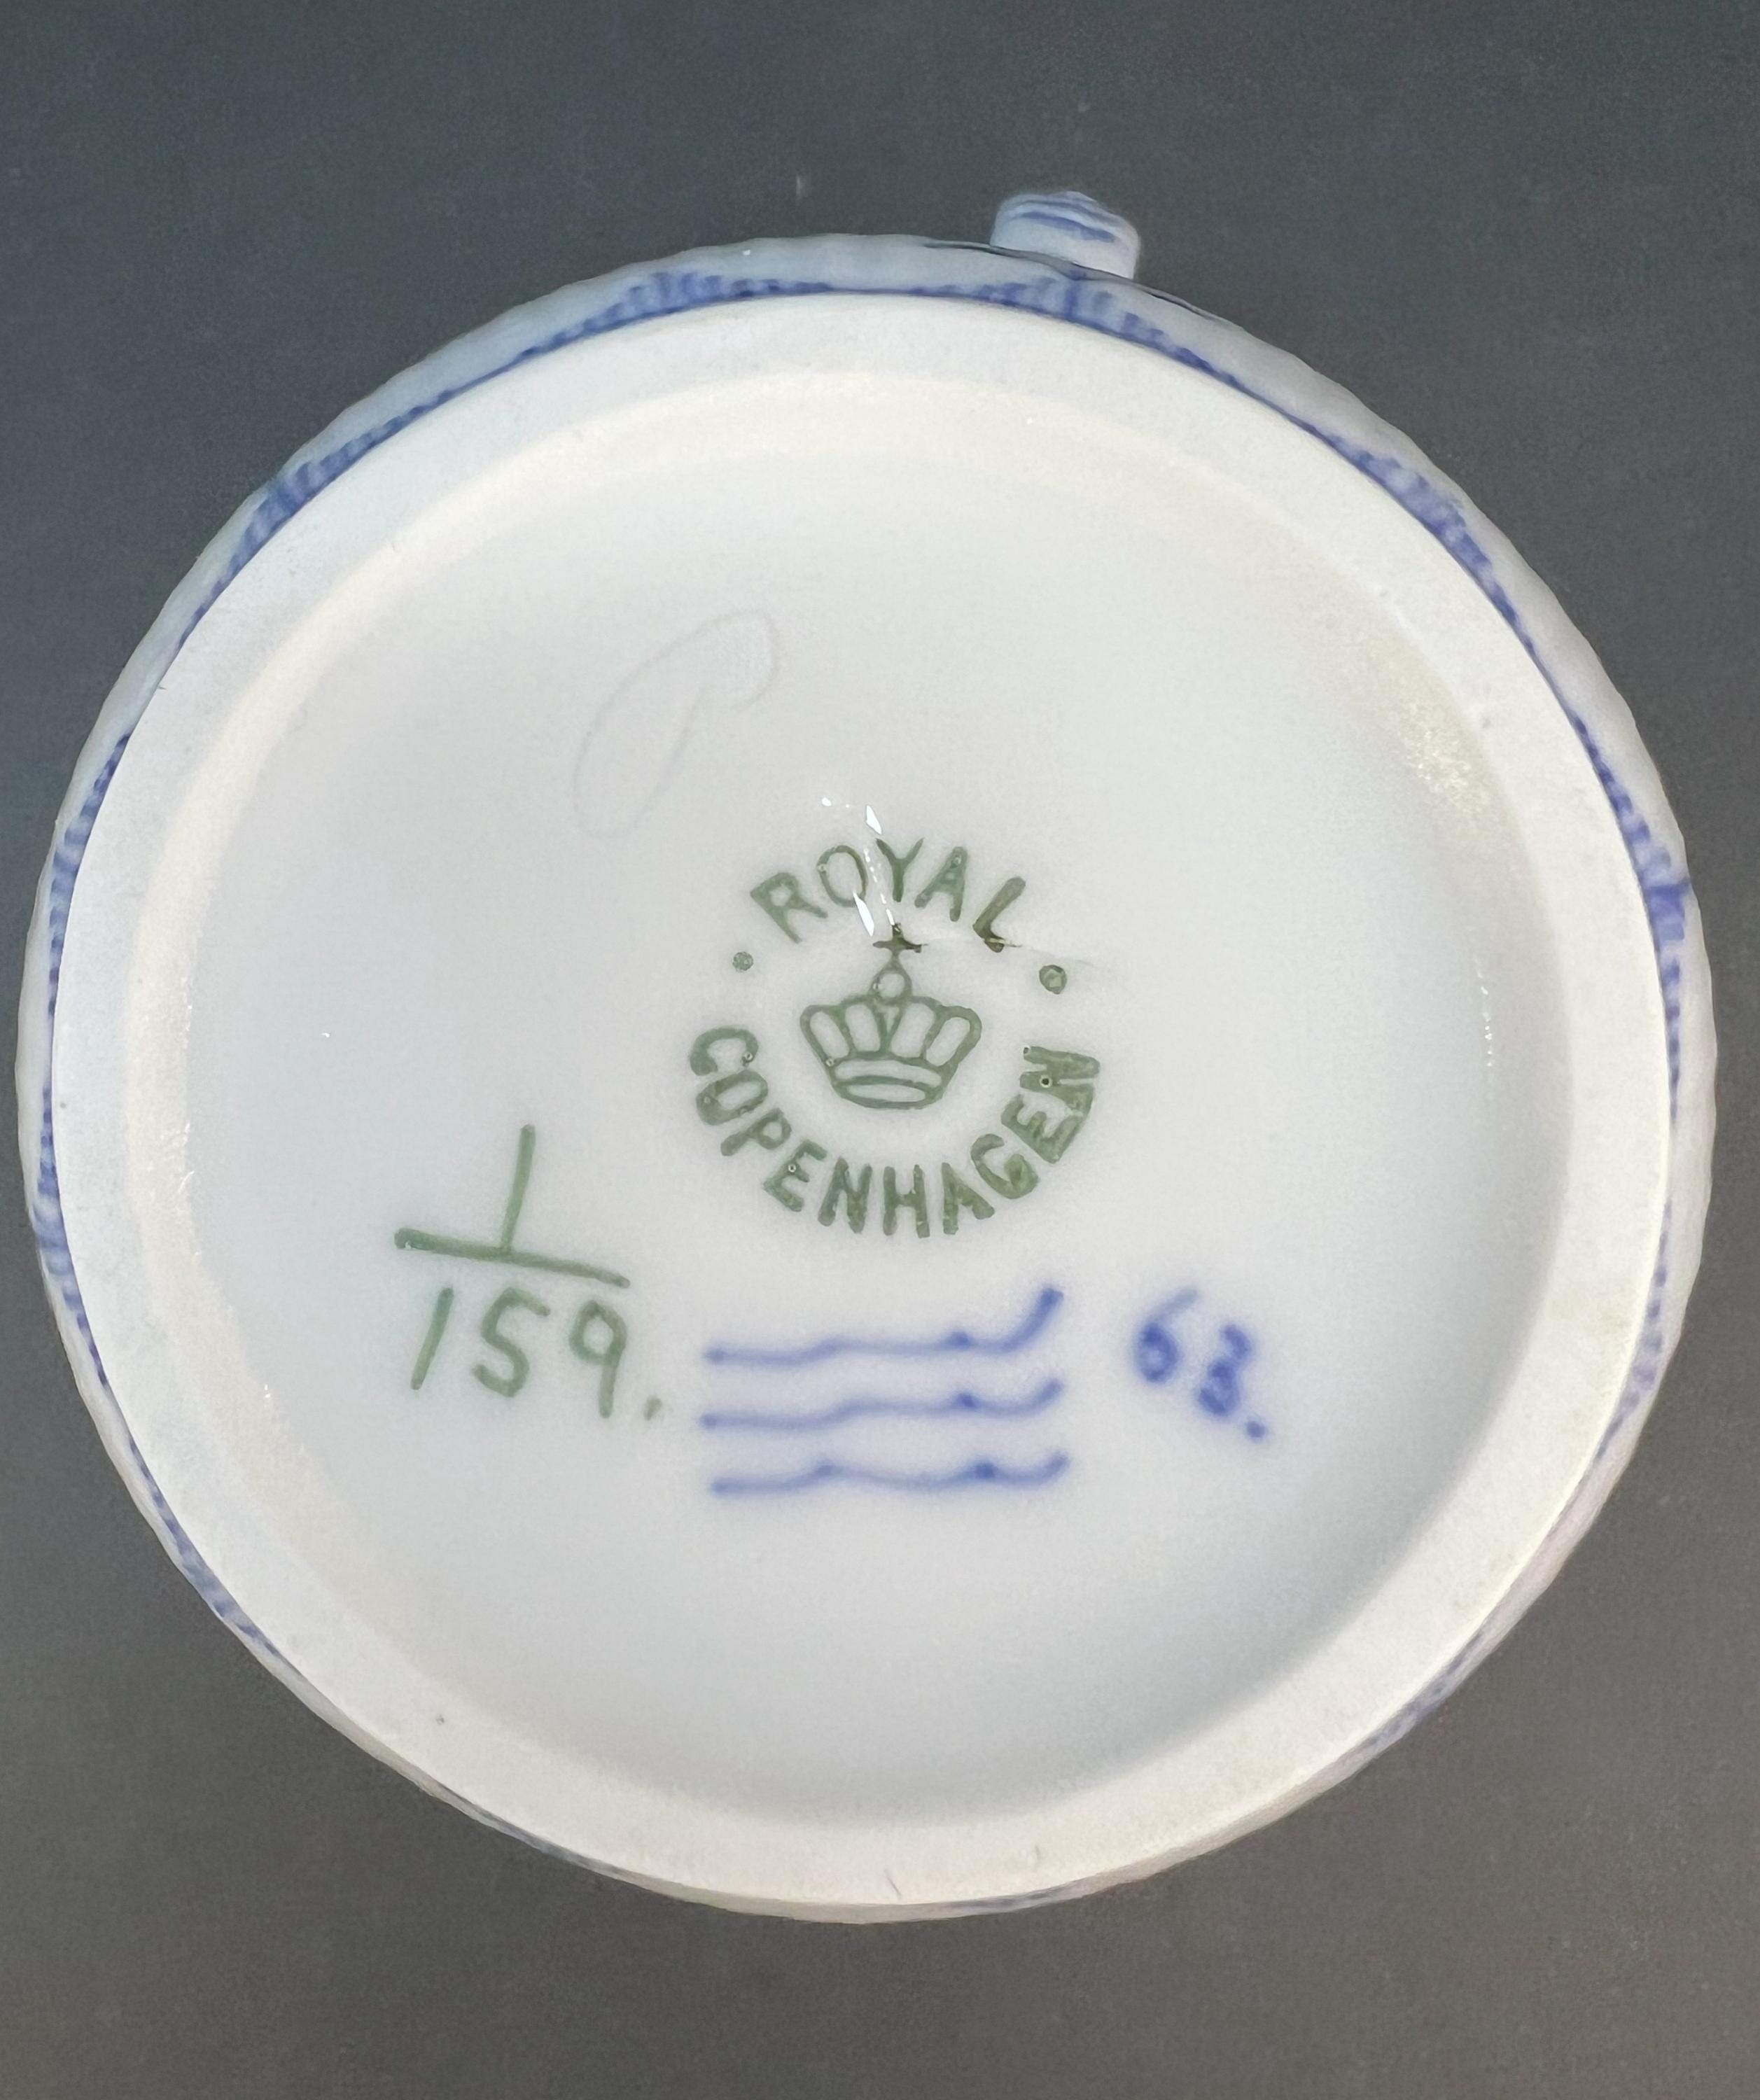 · ROYAL ·
COPENHAGEN
1
159.
63.